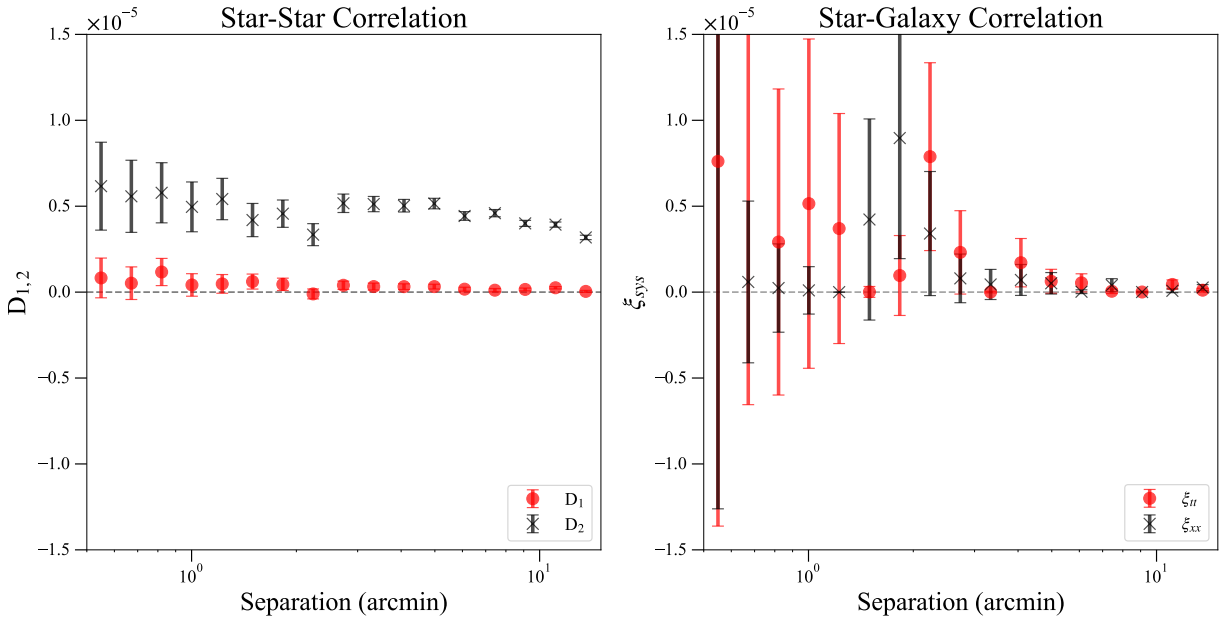 Star-Star Correlation
×10⁻⁵
1.5
1.0
0.5
0.0
−0.5
−1.0
−1.5
D₁,₂
10⁰
10¹
Separation (arcmin)
D₁
D₂
Star-Galaxy Correlation
×10⁻⁵
1.5
1.0
0.5
0.0
−0.5
−1.0
−1.5
ξsys
10⁰
10¹
Separation (arcmin)
ξtt
ξxx